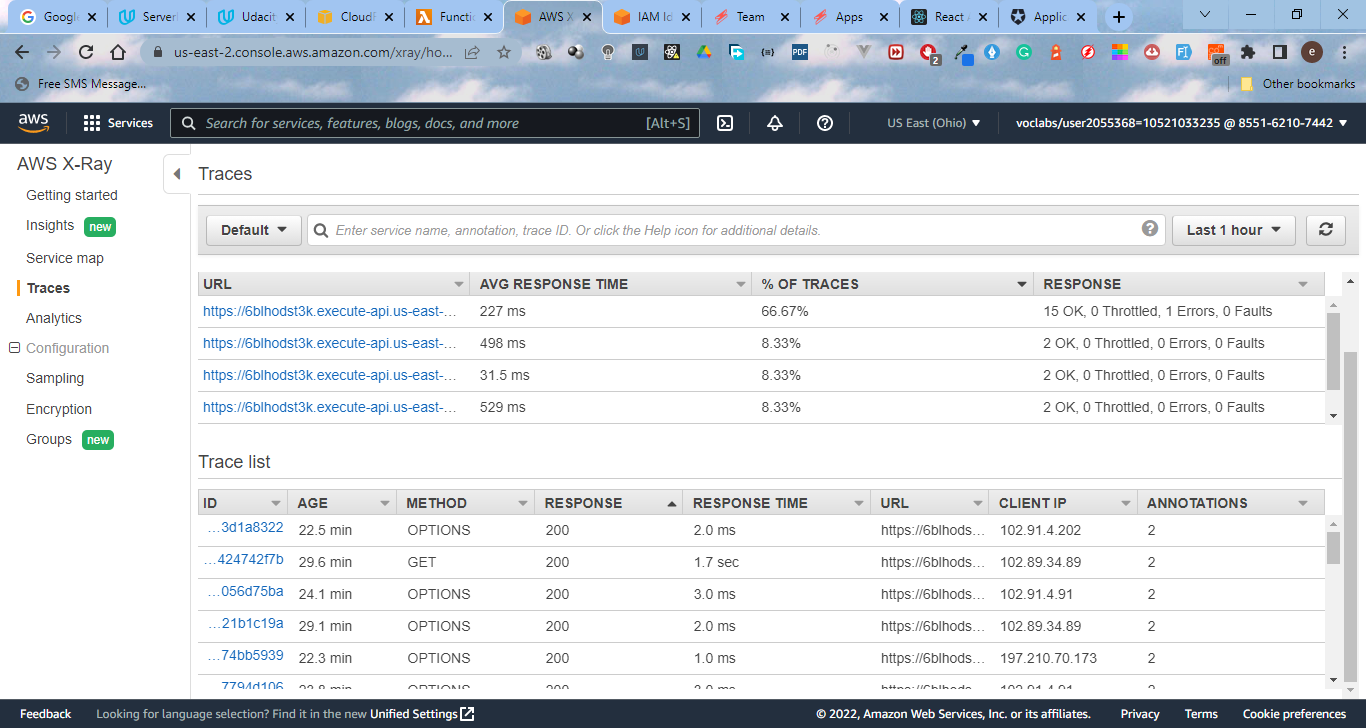 Google
Serverl
Udacit
CloudF
Functio
AWS X
IAM Id
Team
Apps
React A
Applic
us-east-2.console.aws.amazon.com/xray/ho...
PDF
2
off
e
Free SMS Message...
Other bookmarks
aws
Services
Search for services, features, blogs, docs, and more [Alt+S]
US East (Ohio)
voclabs/user2055368=10521033235 @ 8551-6210-7442
AWS X-Ray
Getting started
Insights new
Service map
Traces
Analytics
Configuration
Sampling
Encryption
Groups new
Traces
Default
Enter service name, annotation, trace ID. Or click the Help icon for additional details.
Last 1 hour
URL AVG RESPONSE TIME % OF TRACES RESPONSE
https://6blhodst3k.execute-api.us-east-... 227 ms 66.67% 15 OK, 0 Throttled, 1 Errors, 0 Faults
https://6blhodst3k.execute-api.us-east-... 498 ms 8.33% 2 OK, 0 Throttled, 0 Errors, 0 Faults
https://6blhodst3k.execute-api.us-east-... 31.5 ms 8.33% 2 OK, 0 Throttled, 0 Errors, 0 Faults
https://6blhodst3k.execute-api.us-east-... 529 ms 8.33% 2 OK, 0 Throttled, 0 Errors, 0 Faults
Trace list
ID AGE METHOD RESPONSE RESPONSE TIME URL CLIENT IP ANNOTATIONS
...3d1a8322 22.5 min OPTIONS 200 2.0 ms https://6blhods... 102.91.4.202 2
...424742f7b 29.6 min GET 200 1.7 sec https://6blhods... 102.89.34.89 2
...056d75ba 24.1 min OPTIONS 200 3.0 ms https://6blhods... 102.91.4.91 2
...21b1c19a 29.1 min OPTIONS 200 2.0 ms https://6blhods... 102.89.34.89 2
...74bb5939 22.3 min OPTIONS 200 1.0 ms https://6blhods... 197.210.70.173 2
Feedback
Looking for language selection? Find it in the new Unified Settings
© 2022, Amazon Web Services, Inc. or its affiliates.
Privacy
Terms
Cookie preferences